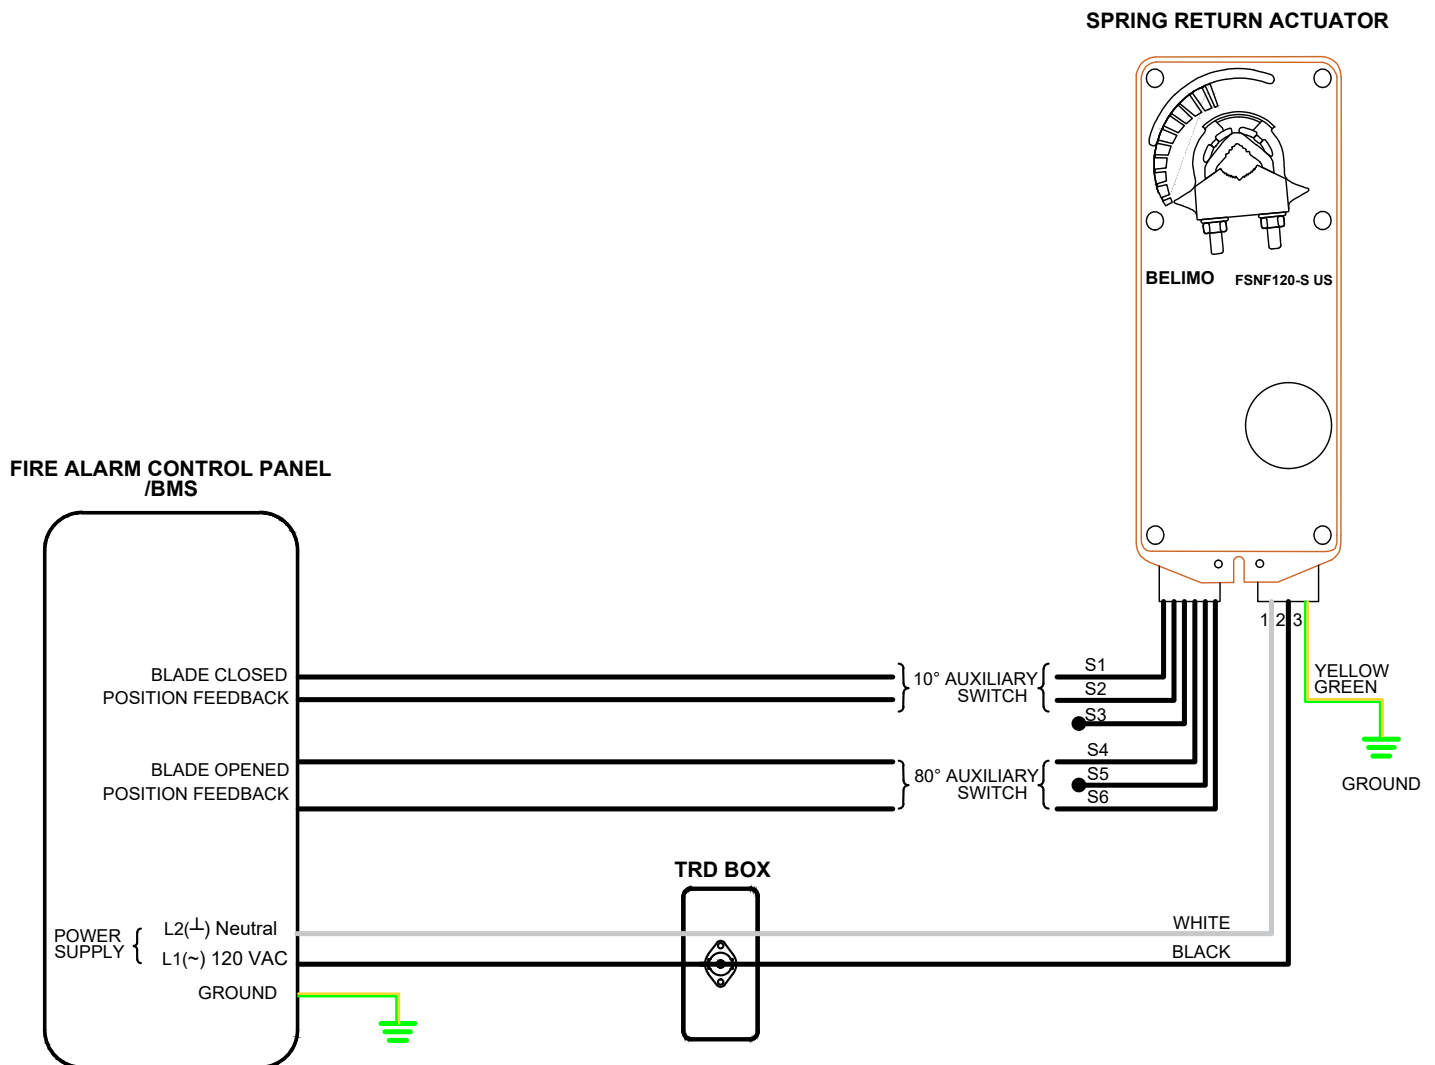 SPRING RETURN ACTUATOR
BELIMO FSNF120-S US
1 2 3
YELLOW
GREEN
GROUND
FIRE ALARM CONTROL PANEL
/BMS
BLADE CLOSED
POSITION FEEDBACK
10° AUXILIARY
SWITCH
S1
S2
S3
BLADE OPENED
POSITION FEEDBACK
80° AUXILIARY
SWITCH
S4
S5
S6
TRD BOX
POWER
SUPPLY
L2(┴) Neutral
L1(~) 120 VAC
GROUND
WHITE
BLACK